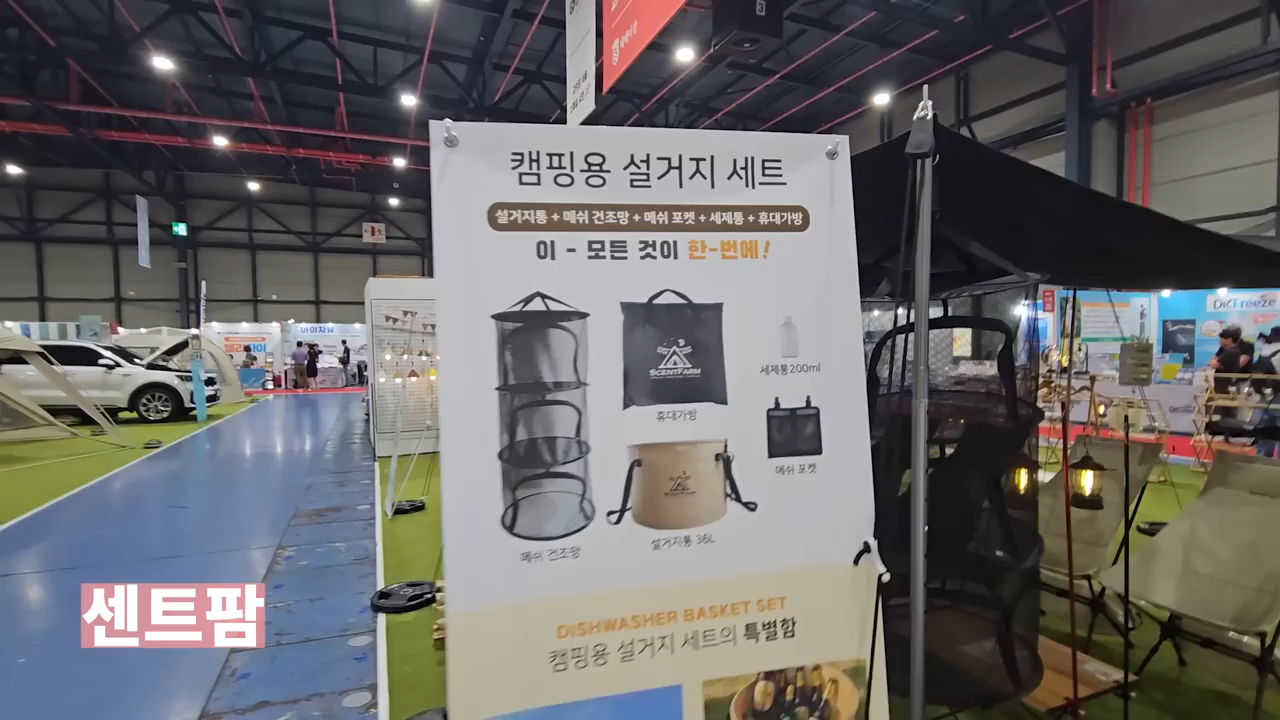 3
캠핑용 설거지 세트
설거지통 + 메쉬 건조망 + 메쉬 포켓 + 세제통 + 휴대가방
이 - 모든 것이 한-번에!
SCENTFARM
휴대가방
세제통200ml
메쉬 포켓
SCENTFARM
메쉬 건조망
설거지통 36L
DISHWASHER BASKET SET
캠핑용 설거지 세트의 특별함
센트팜